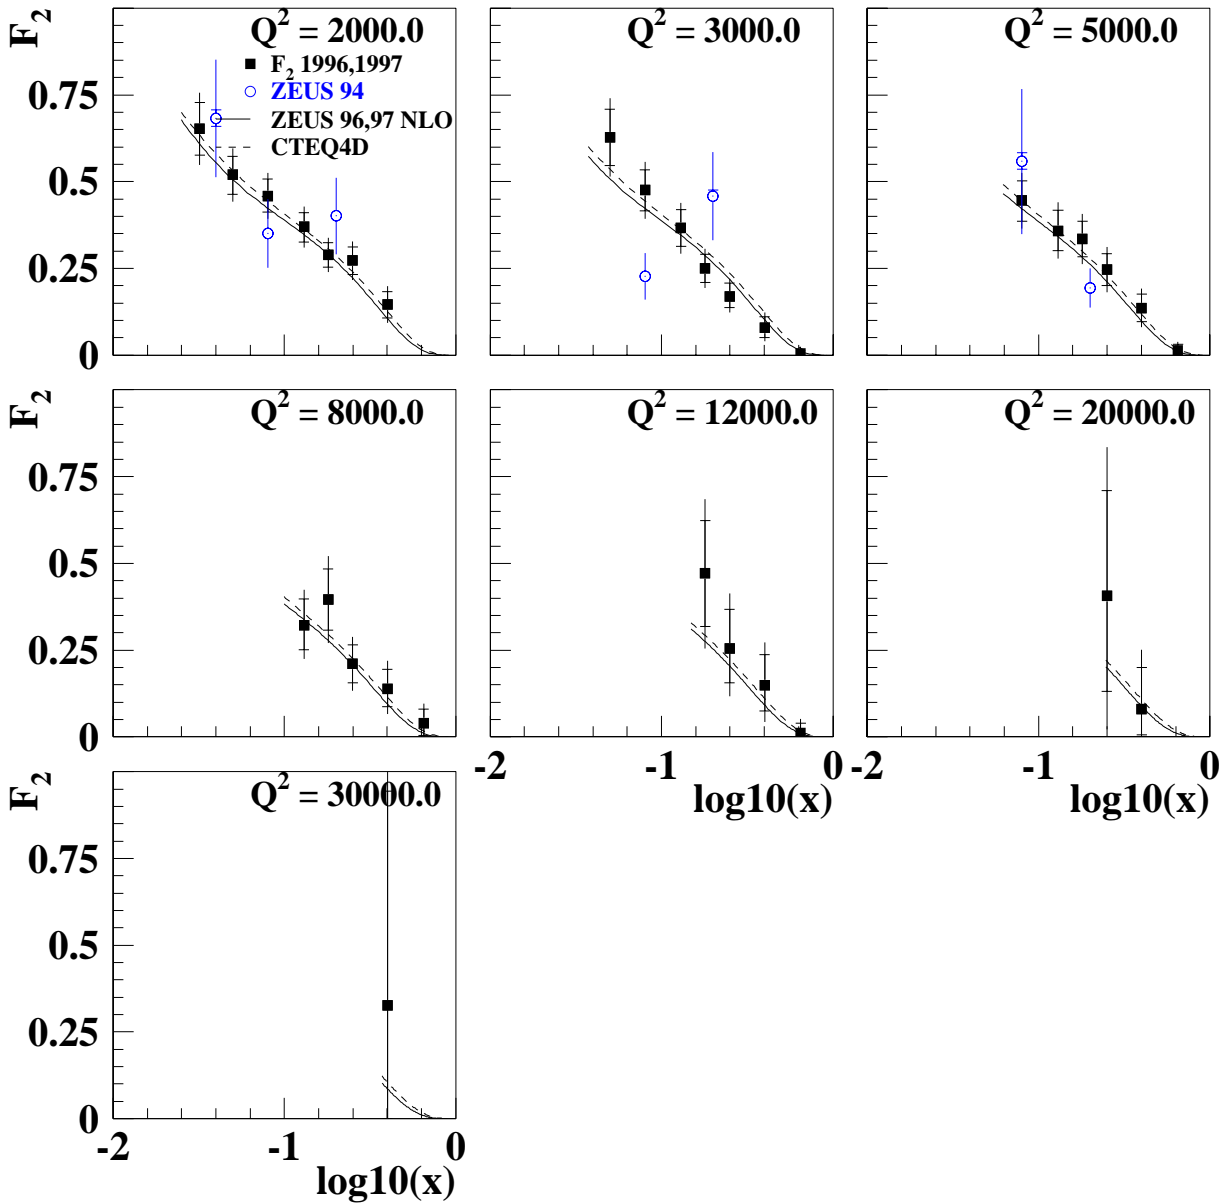 F2
Q2 = 2000.0
F2 1996,1997
ZEUS 94
ZEUS 96,97 NLO
CTEQ4D
0.75
0.5
0.25
0
Q2 = 3000.0
Q2 = 5000.0
F2
Q2 = 8000.0
0.75
0.5
0.25
0
Q2 = 12000.0
-2 -1 0
log10(x)
Q2 = 20000.0
-2 -1 0
log10(x)
F2
Q2 = 30000.0
0.75
0.5
0.25
0
-2 -1 0
log10(x)